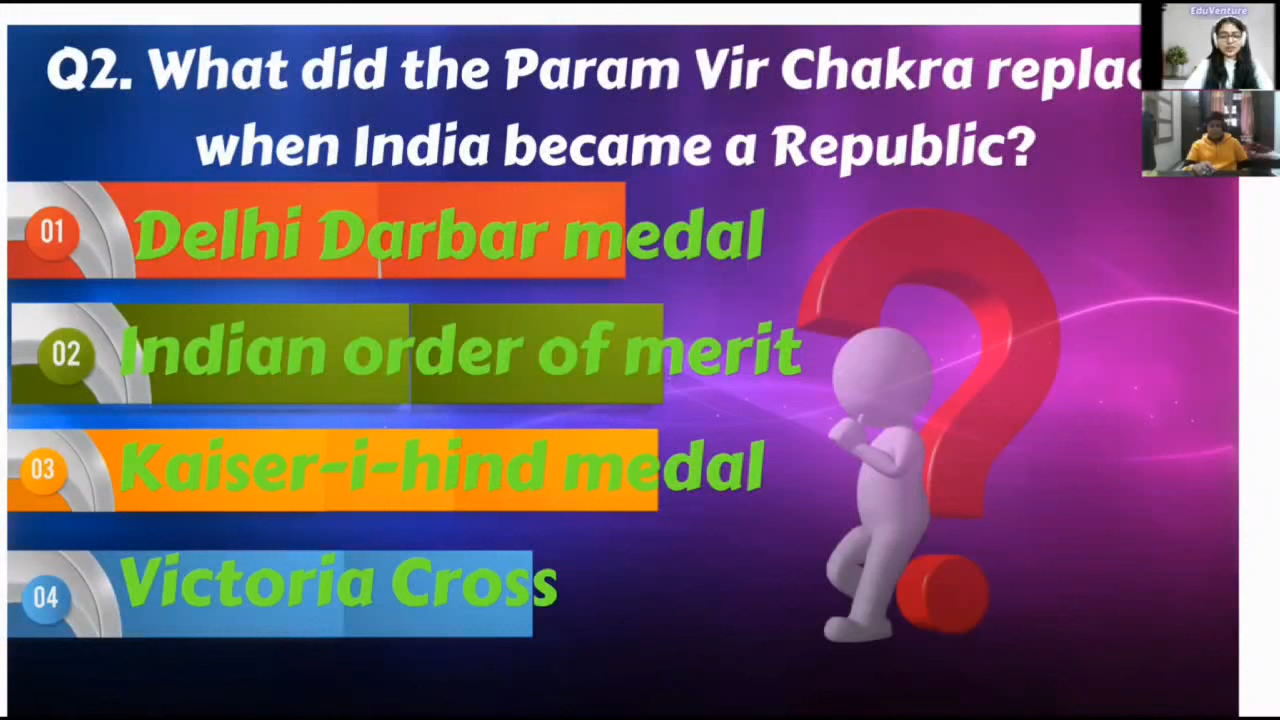 Q2. What did the Param Vir Chakra replac
when India became a Republic?
01 Delhi Darbar medal
02 Indian order of merit
03 Kaiser-i-hind medal
04 Victoria Cross
EduVenture